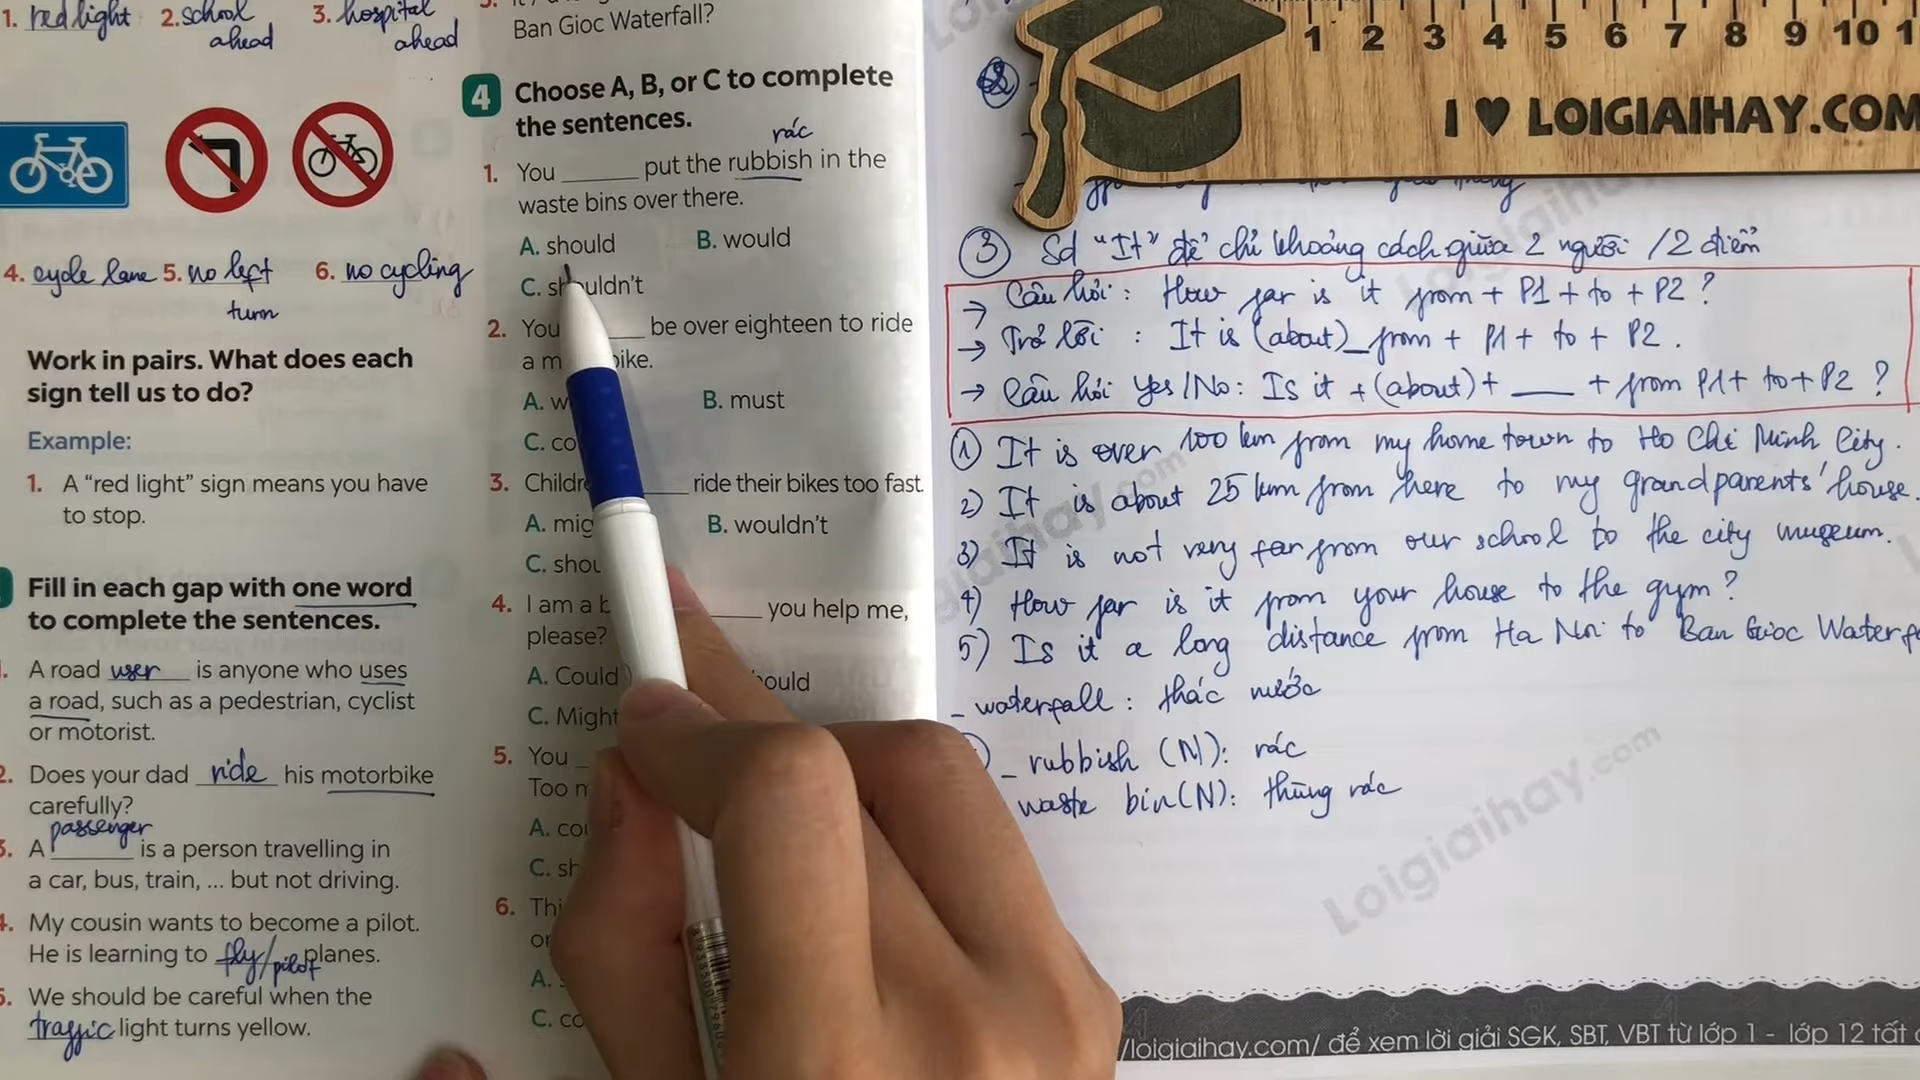 1. red light 2. school ahead 3. hospital ahead
4. cycle lane 5. no left turn 6. no cycling
Work in pairs. What does each
sign tell us to do?
Example:
1. A “red light” sign means you have
to stop.
Fill in each gap with one word
to complete the sentences.
A road user is anyone who uses
a road, such as a pedestrian, cyclist
or motorist.
2. Does your dad ride his motorbike
carefully?
passenger
3. A ______ is a person travelling in
a car, bus, train, ... but not driving.
4. My cousin wants to become a pilot.
He is learning to fly/pilot planes.
5. We should be careful when the
traffic light turns yellow.
Ban Gioc Waterfall?
4 Choose A, B, or C to complete
the sentences.
rác
1. You ______ put the rubbish in the
waste bins over there.
A. should B. would
C. shouldn't
2. You ______ be over eighteen to ride
a
A. B. must
C.
3. ______ ride their bikes too fast.
A. B. wouldn't
C.
4. I am a ______ you help me,
please?
A. Could
C. Might
5. You
Too
A.
C.
6.
A.
C.
1 2 3 4 5 6 7 8 9 10
I ♥ LOIGIAIHAY.COM
③ Sd “It” để chỉ khoảng cách giữa 2 người /2 điểm
→ Câu hỏi: How far is it from + P1 + to + P2 ?
→ Trả lời : It is (about)_from + P1 + to + P2 .
→ Câu hỏi Yes/No: Is it + (about) + ___ + from P1 + to + P2 ?
① It is over 100 km from my home town to Ho Chi Minh City.
2) It is about 25 km from here to my grandparents' house.
3) It is not very far from our school to the city museum.
4) How far is it from your house to the gym?
5) Is it a long distance from Ha Noi to Ban Gioc
_ waterfall : thác nước
_ rubbish (N): rác
waste bin (N): thùng rác
Loigiaihay.com
/loigiaihay.com/ để xem lời giải SGK, SBT, VBT từ lớp 1 - lớp 12 tất